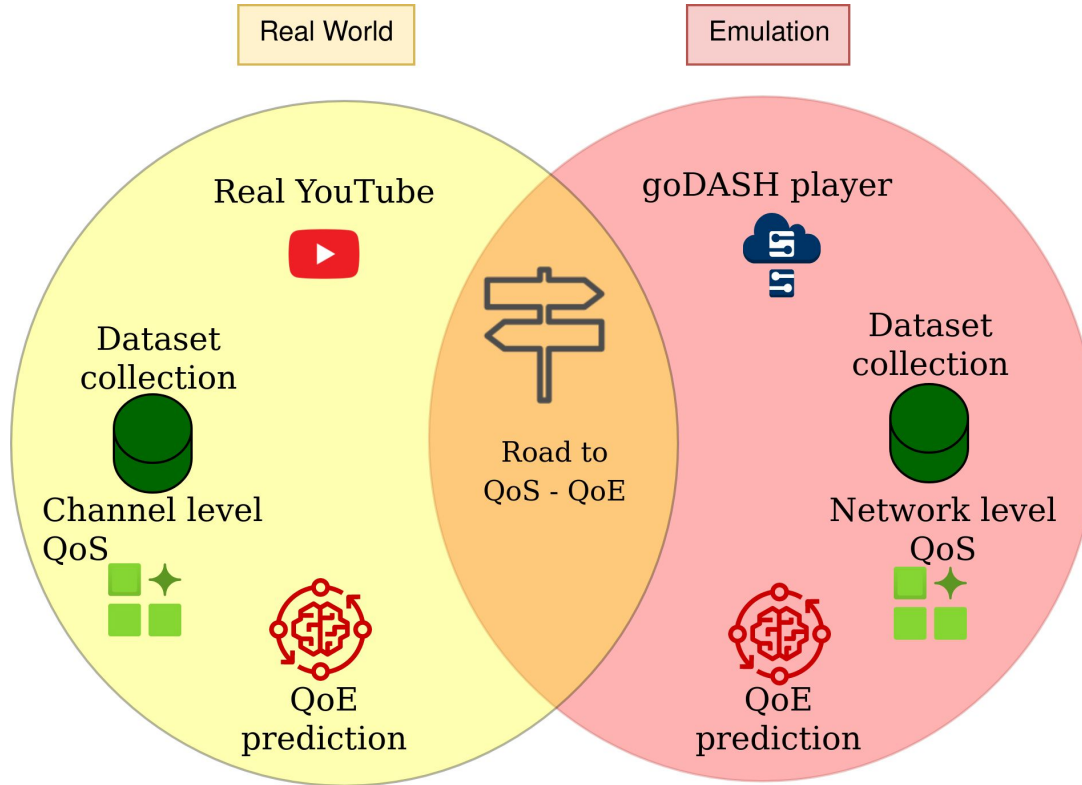 Real World
Emulation
Real YouTube
goDASH player
Dataset
collection
Channel level
QoS
QoE
prediction
Road to
QoS - QoE
Dataset
collection
Network level
QoS
QoE
prediction